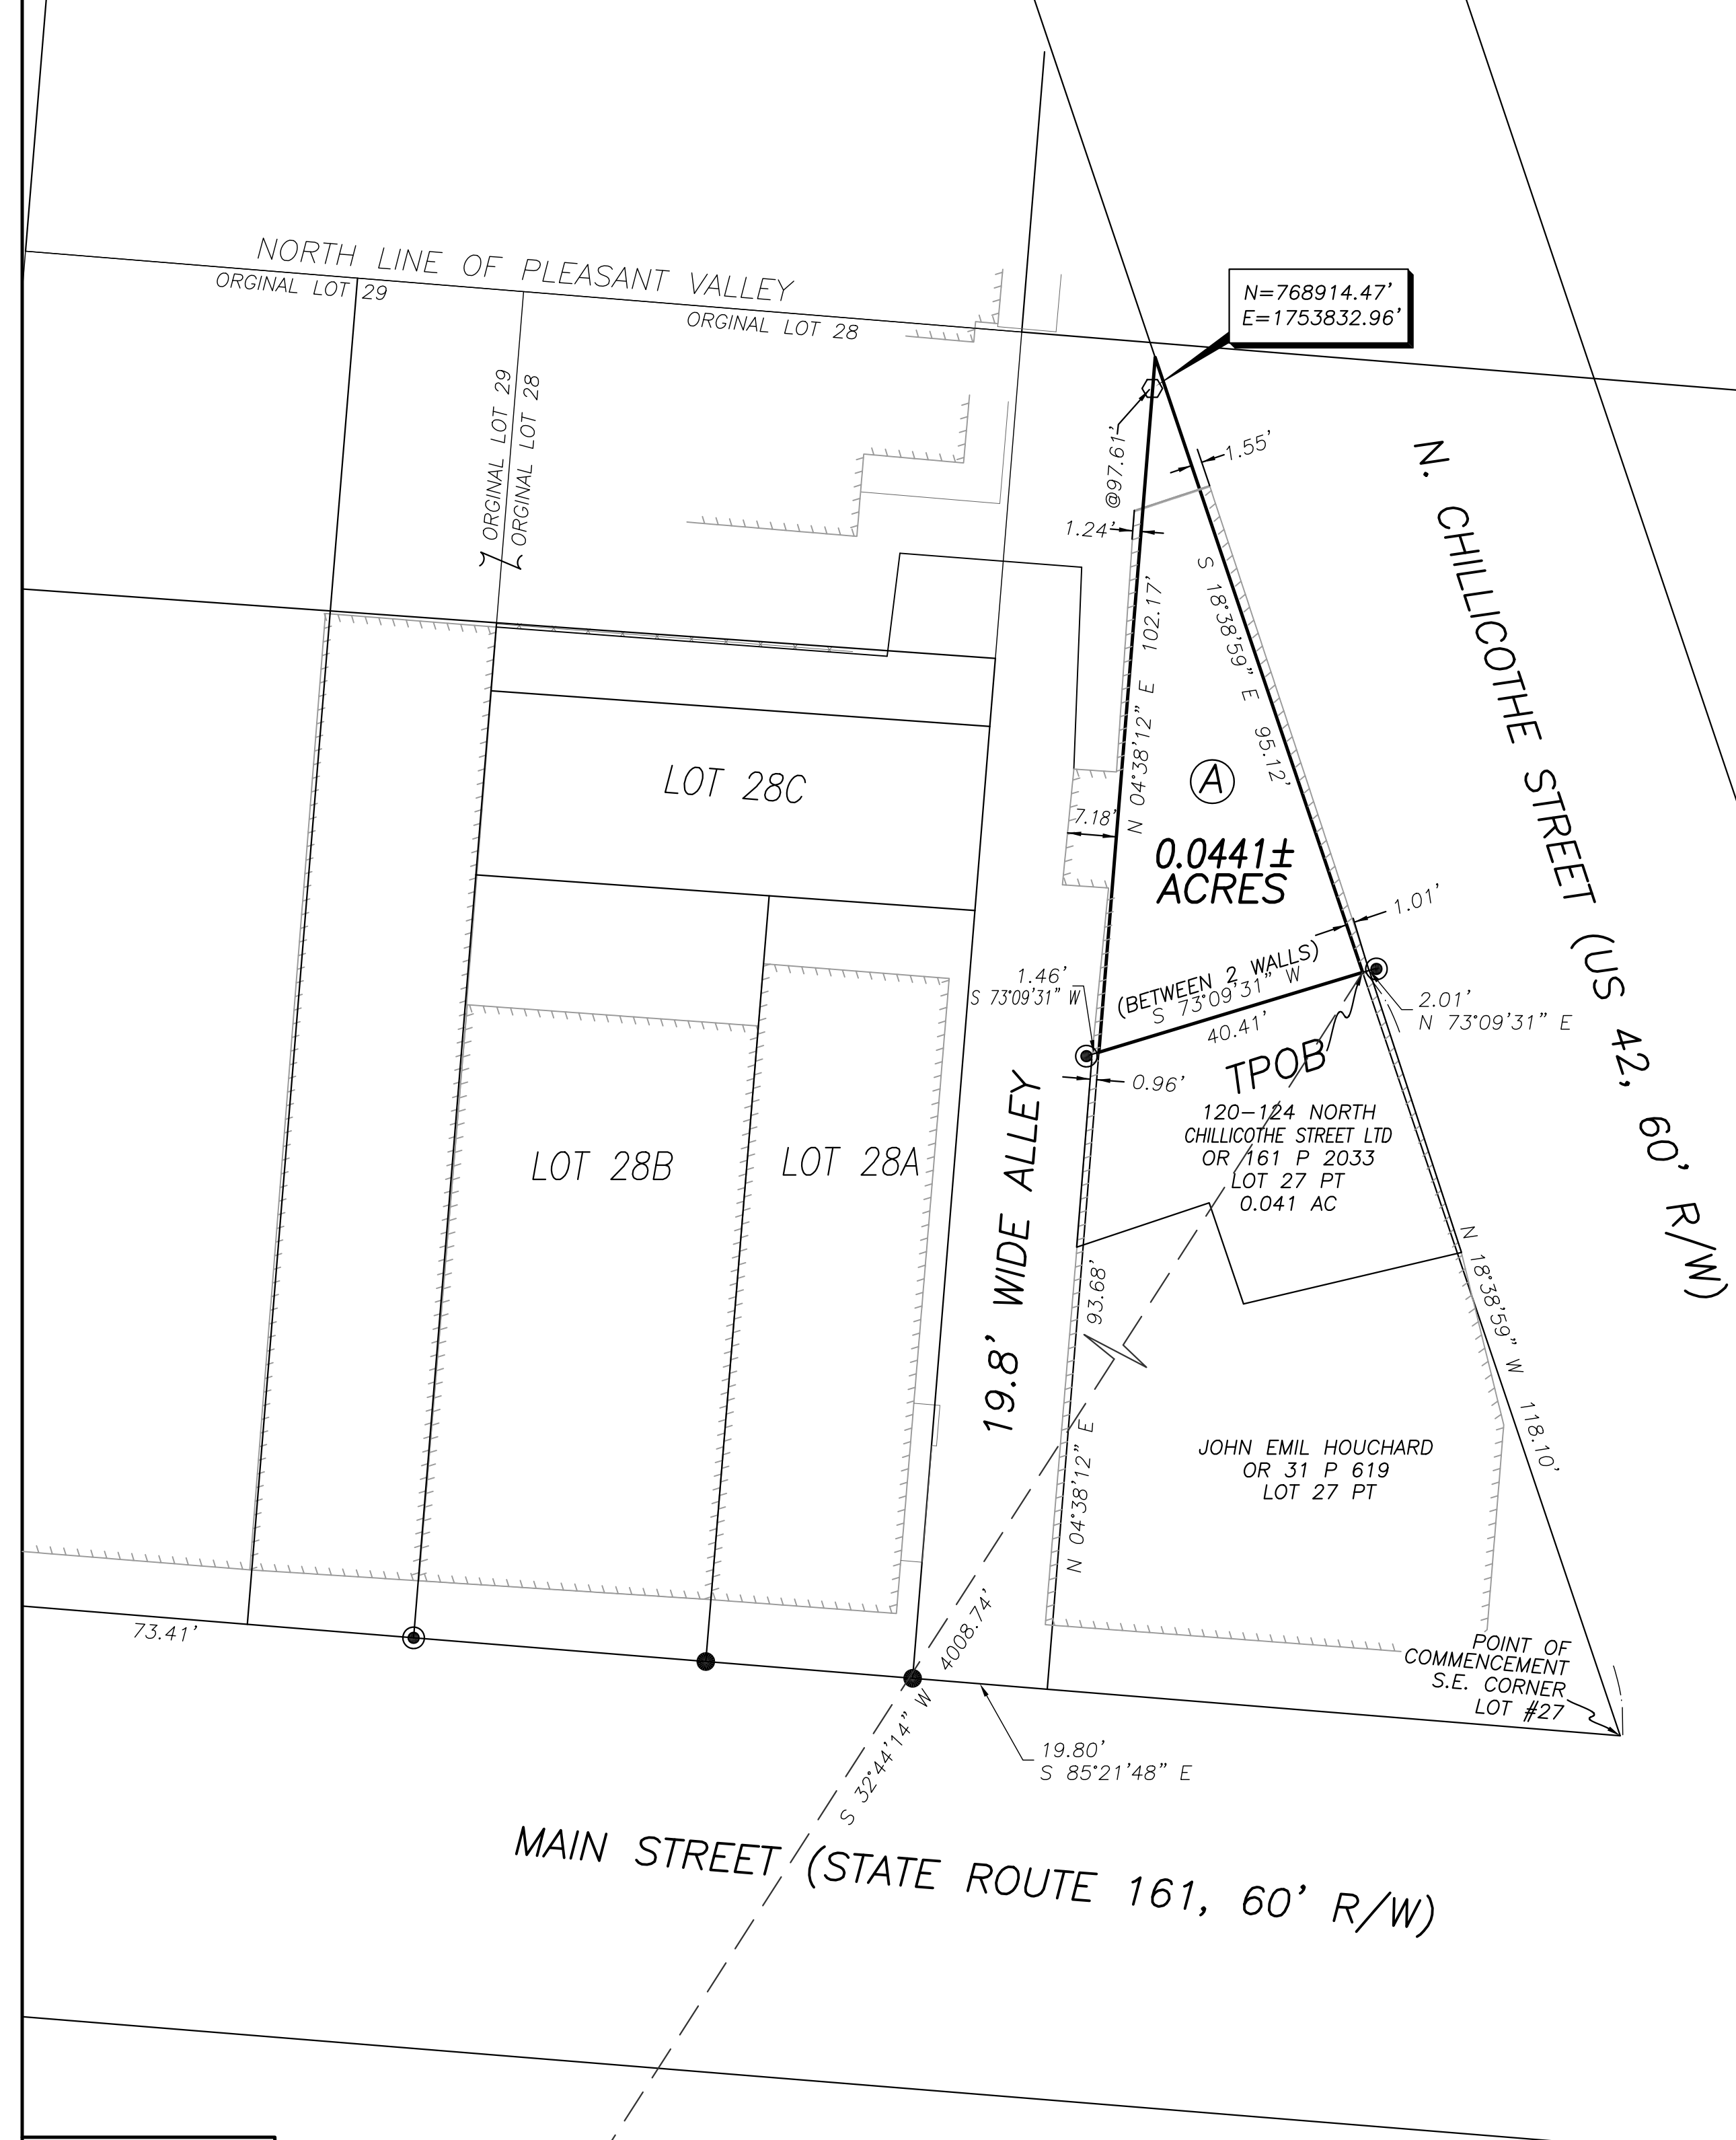 NORTH LINE OF PLEASANT VALLEY
ORGINAL LOT 29
ORGINAL LOT 28
ORGINAL LOT 29
ORGINAL LOT 28
N=768914.47'
E=1753832.96'
@97.61'
1.55'
1.24'
N 04°38'12" E 102.17'
S 18°38'59" E 95.12'
N. CHILLICOTHE STREET (US 42, 60' R/W)
A
0.0441±
ACRES
7.18'
LOT 28C
1.01'
(BETWEEN 2 WALLS)
S 73°09'31" W
40.41'
1.46'
S 73°09'31" W
2.01'
N 73°09'31" E
TPOB
0.96'
120-124 NORTH
CHILLICOTHE STREET LTD
OR 161 P 2033
LOT 27 PT
0.041 AC
LOT 28B
LOT 28A
19.8' WIDE ALLEY
N 04°38'12" E 93.68'
N 18°38'59" W 118.10'
JOHN EMIL HOUCHARD
OR 31 P 619
LOT 27 PT
73.41'
S 32°44'14" W 4008.74'
POINT OF
COMMENCEMENT
S.E. CORNER
LOT #27
19.80'
S 85°21'48" E
MAIN STREET (STATE ROUTE 161, 60' R/W)